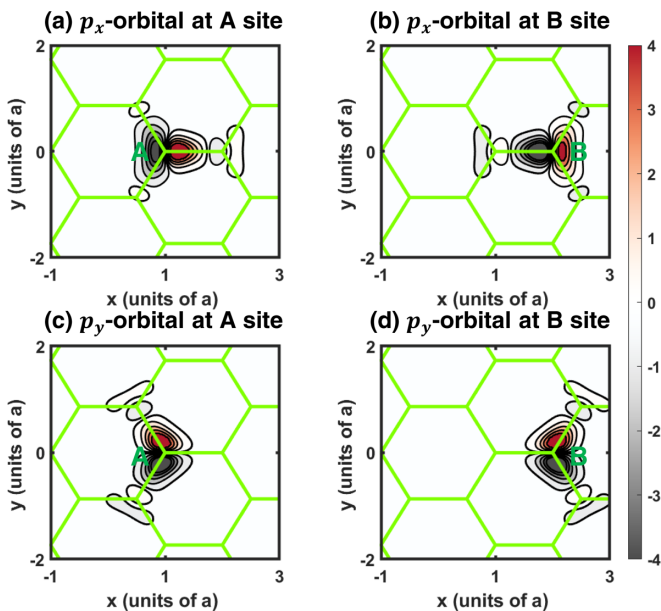 (a) pₓ-orbital at A site
(b) pₓ-orbital at B site
2
0
-2
y (units of a)
A
-1
1
3
x (units of a)
2
0
-2
y (units of a)
B
-1
1
3
x (units of a)
(c) p_y-orbital at A site
(d) p_y-orbital at B site
2
0
-2
y (units of a)
A
-1
1
3
x (units of a)
2
0
-2
y (units of a)
B
-1
1
3
x (units of a)
4
3
2
1
0
-1
-2
-3
-4